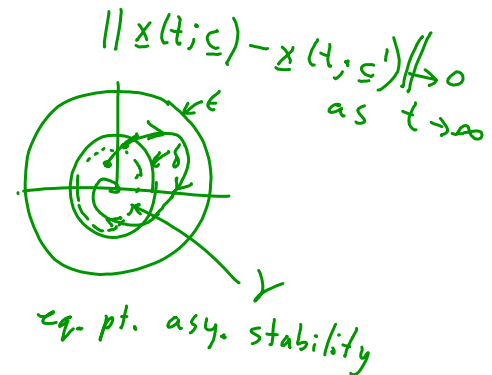 || x(t; c) - x(t; c') || → 0
as t → ∞
ε
δ
γ
eq. pt. asy. stability